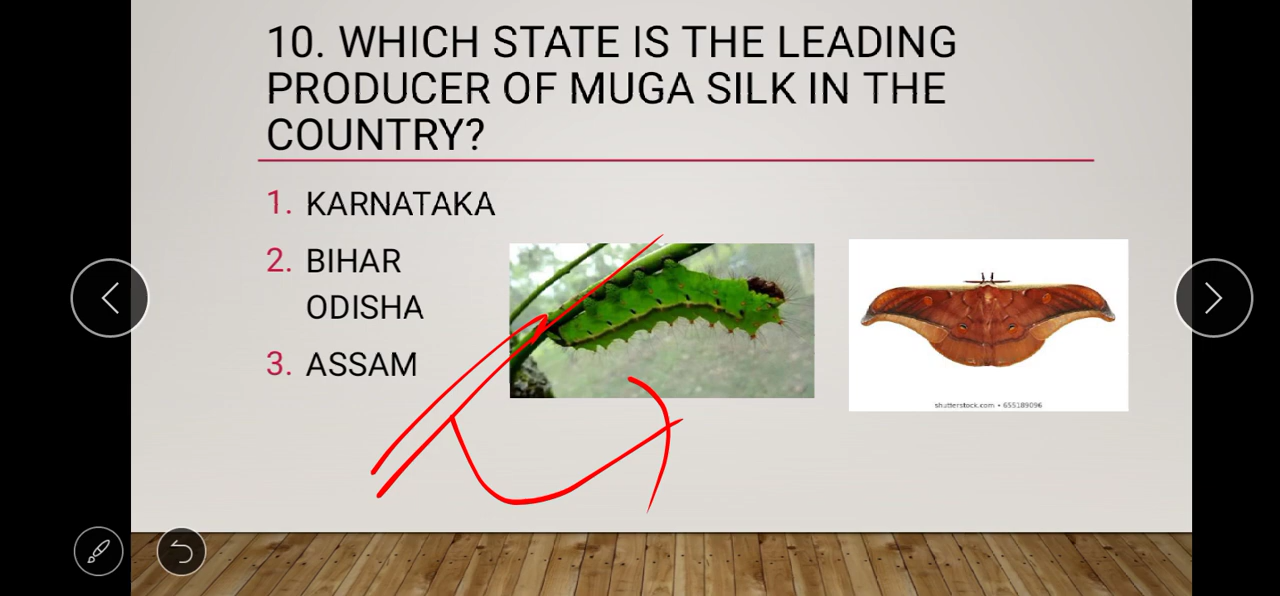 10. WHICH STATE IS THE LEADING
PRODUCER OF MUGA SILK IN THE
COUNTRY?
1. KARNATAKA
2. BIHAR
ODISHA
3. ASSAM
shutterstock.com • 655189096